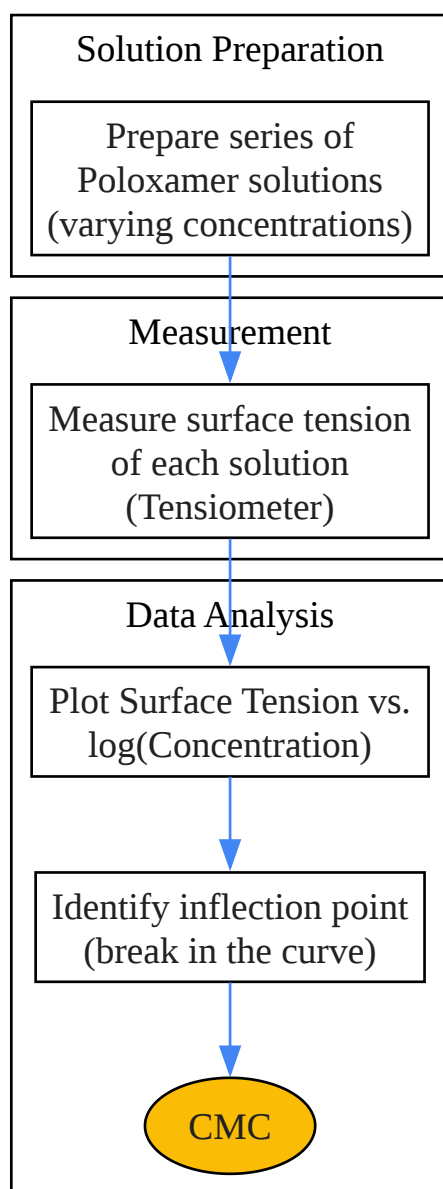 Solution Preparation
Prepare series of
Poloxamer solutions
(varying concentrations)
Measurement
Measure surface tension
of each solution
(Tensiometer)
Data Analysis
Plot Surface Tension vs.
log(Concentration)
Identify inflection point
(break in the curve)
CMC